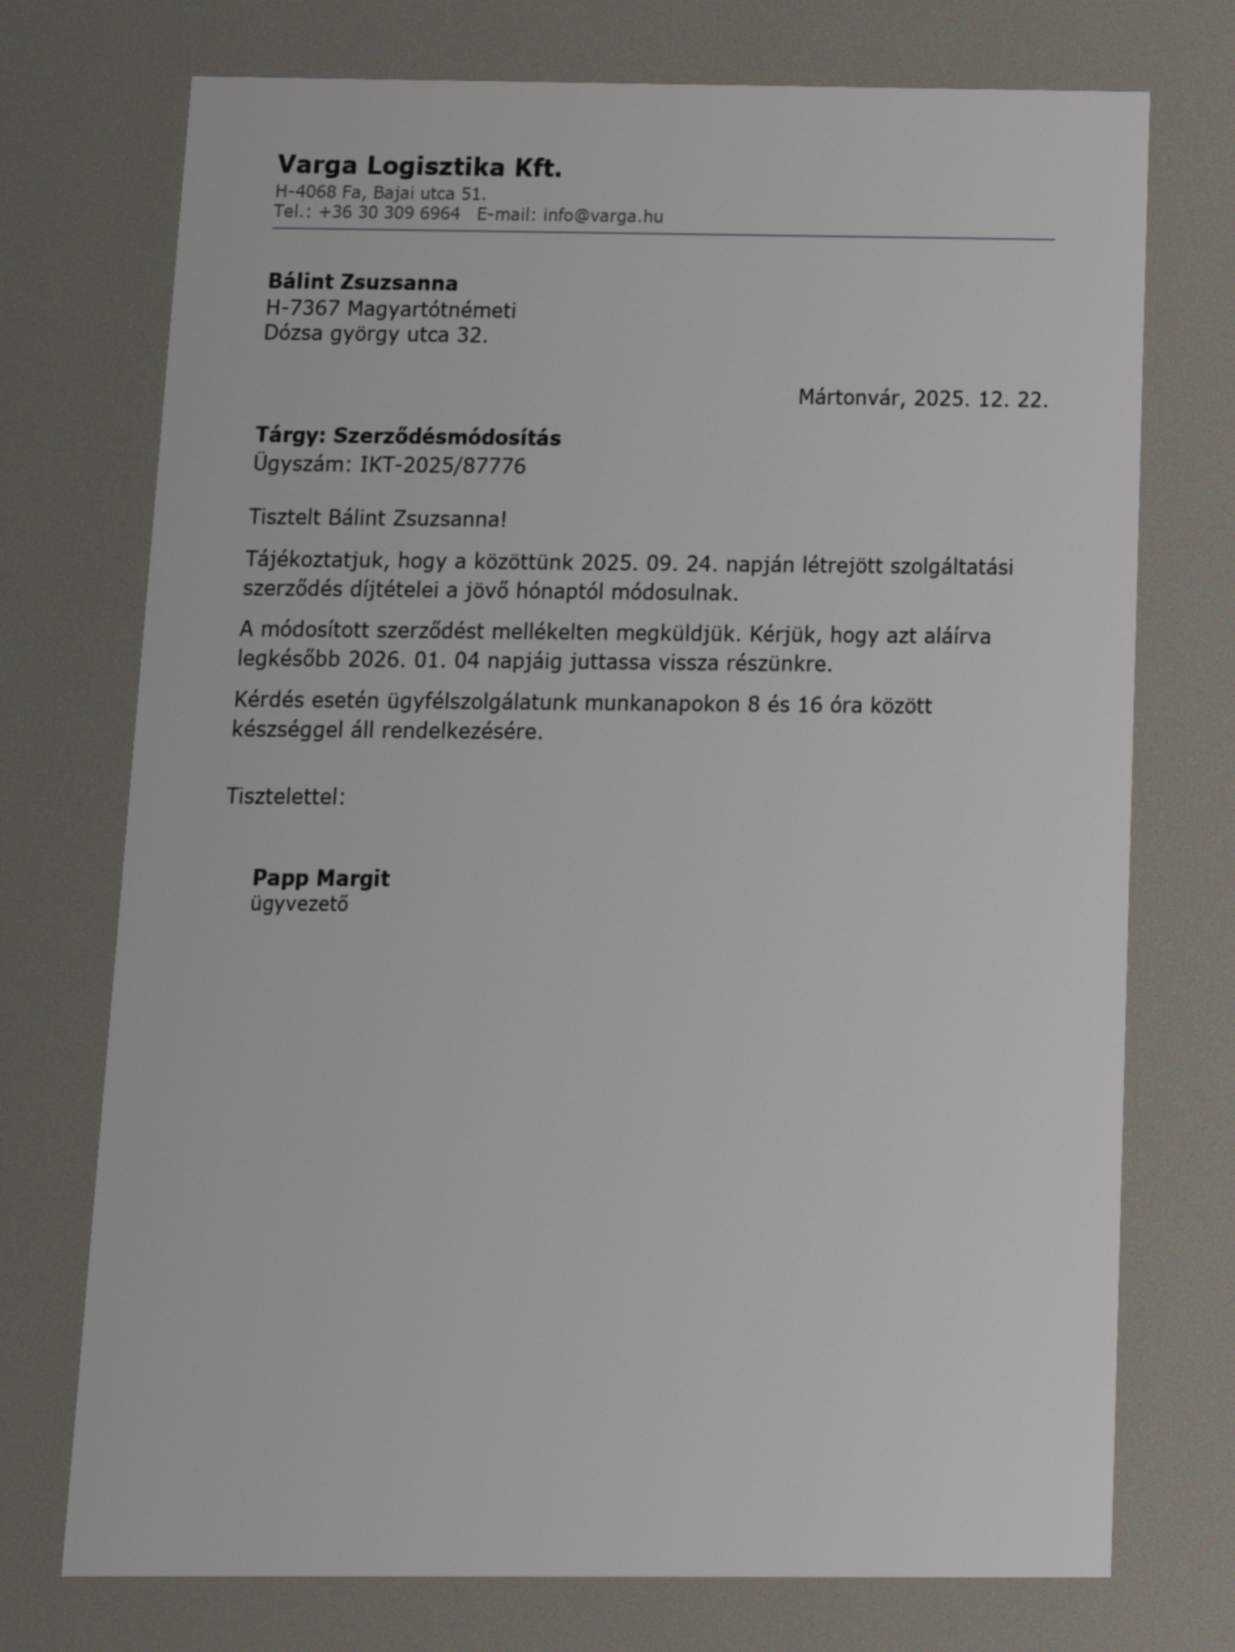 Varga Logisztika Kft.
H-4068 Fa, Bajai utca 51.
Tel.: +36 30 309 6964 E-mail: info@varga.hu
Bálint Zsuzsanna
H-7367 Magyartótnémeti
Dózsa györgy utca 32.
Mártonvár, 2025. 12. 22.
Tárgy: Szerződésmódosítás
Ügyszám: IKT-2025/87776
Tisztelt Bálint Zsuzsanna!
Tájékoztatjuk, hogy a közöttünk 2025. 09. 24. napján létrejött szolgáltatási
szerződés díjtételei a jövő hónaptól módosulnak.
A módosított szerződést mellékelten megküldjük. Kérjük, hogy azt aláírva
legkésőbb 2026. 01. 04 napjáig juttassa vissza részünkre.
Kérdés esetén ügyfélszolgálatunk munkanapokon 8 és 16 óra között
készséggel áll rendelkezésére.
Tisztelettel:
Papp Margit
ügyvezető